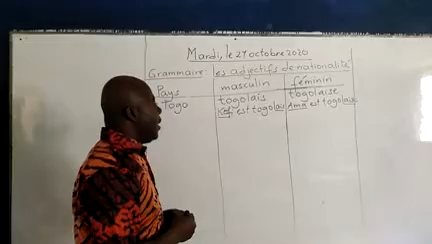 Mardi, le 27 octobre 2020
Grammaire: les adjectifs de nationalité
Pays masculin féminin
Togo togolais togolaise
Kofi est togolais Ama est togolaise